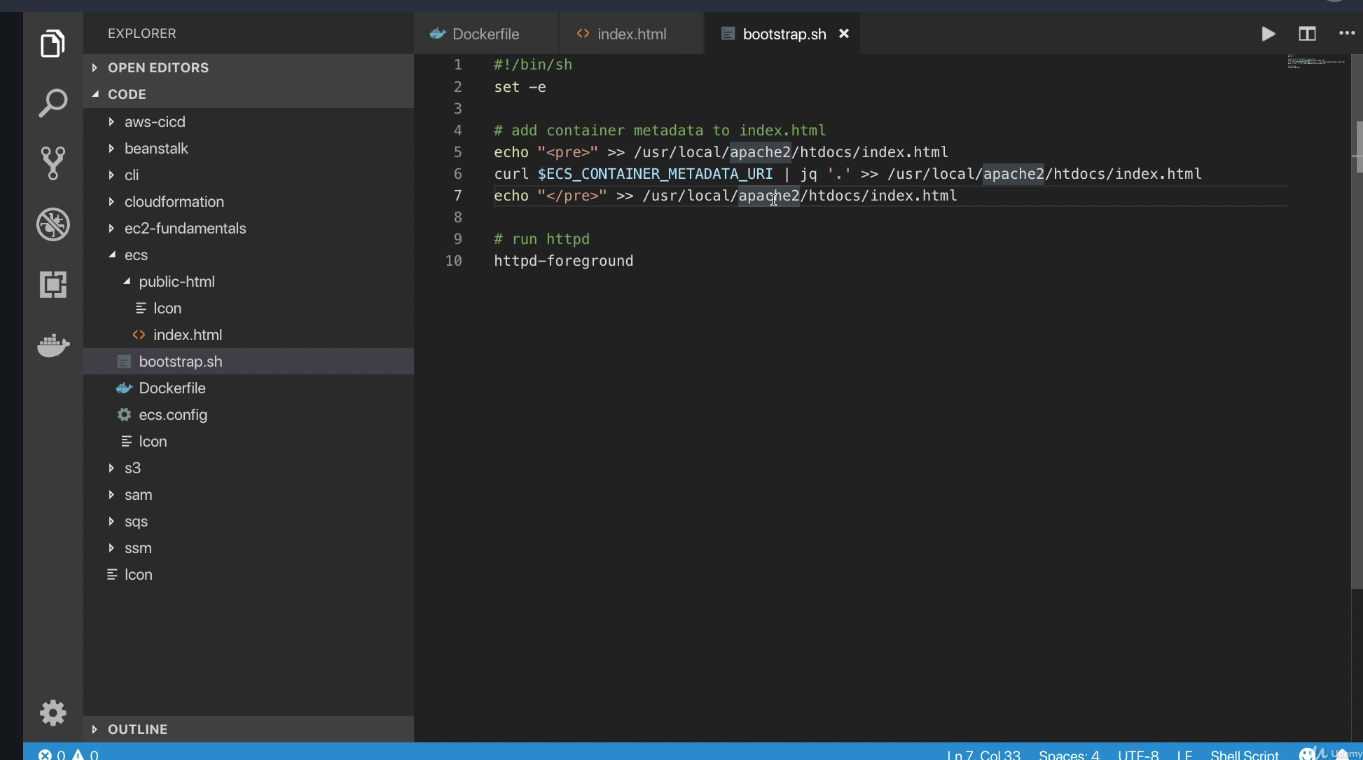 EXPLORER
OPEN EDITORS
CODE
aws-cicd
beanstalk
cli
cloudformation
ec2-fundamentals
ecs
public-html
Icon
index.html
bootstrap.sh
Dockerfile
ecs.config
Icon
s3
sam
sqs
ssm
Icon
OUTLINE
Dockerfile index.html bootstrap.sh
1 #!/bin/sh
2 set -e
3
4 # add container metadata to index.html
5 echo "<pre>" >> /usr/local/apache2/htdocs/index.html
6 curl $ECS_CONTAINER_METADATA_URI | jq '.' >> /usr/local/apache2/htdocs/index.html
7 echo "</pre>" >> /usr/local/apache2/htdocs/index.html
8
9 # run httpd
10 httpd-foreground
0 0 Ln 7, Col 33 Spaces: 4 UTF-8 LF Shell Script Udemy